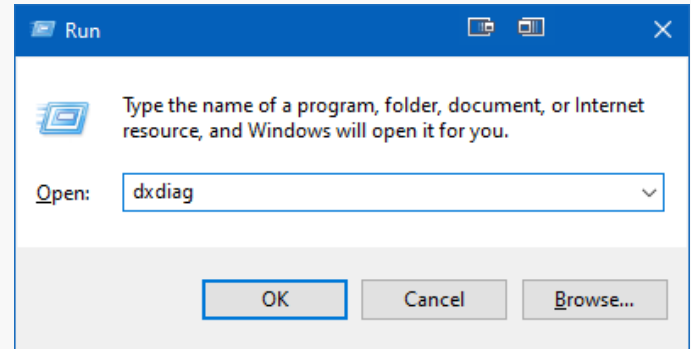 Run
Type the name of a program, folder, document, or Internet
resource, and Windows will open it for you.
Open: dxdiag
OK Cancel Browse...